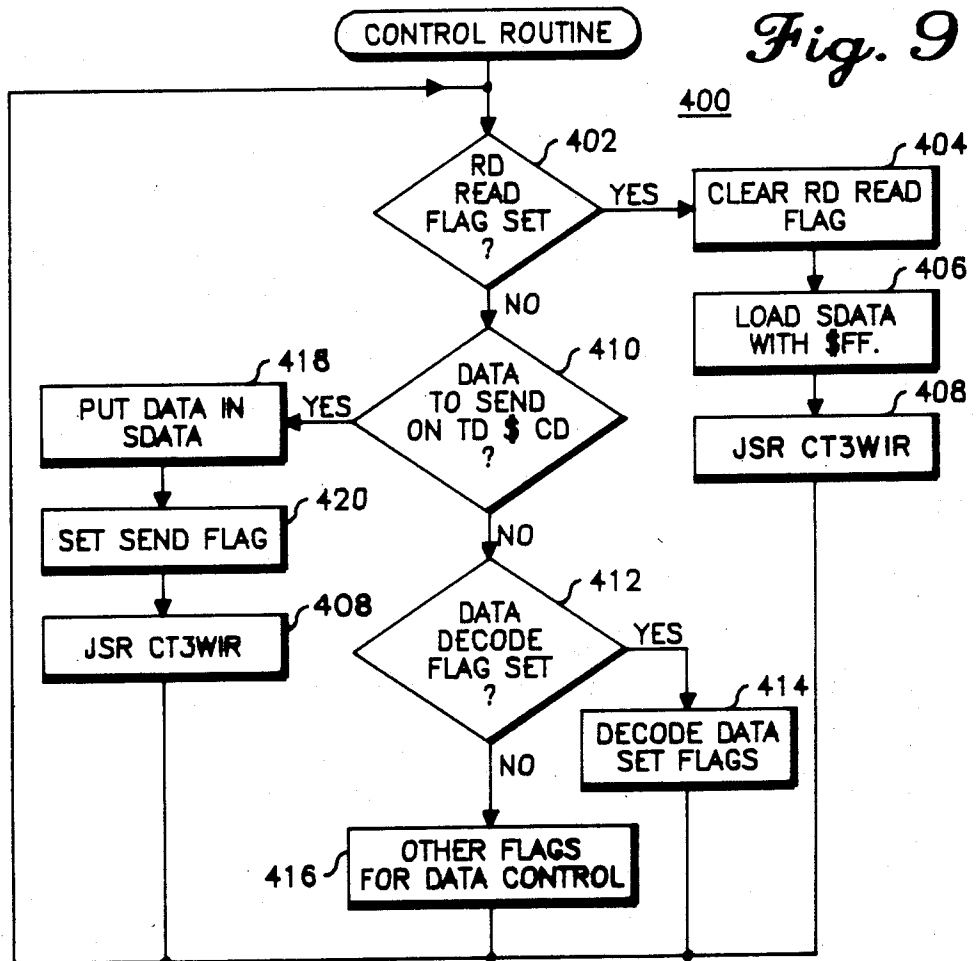 CONTROL ROUTINE
Fig. 9
400
402
RD
READ
FLAG SET
?
YES
NO
404
CLEAR RD READ
FLAG
406
LOAD SDATA
WITH $FF.
408
JSR CT3WIR
410
DATA
TO SEND
ON TD $ CD
?
YES
NO
418
PUT DATA IN
SDATA
420
SET SEND FLAG
408
JSR CT3WIR
412
DATA
DECODE
FLAG SET
?
YES
NO
414
DECODE DATA
SET FLAGS
416
OTHER FLAGS
FOR DATA CONTROL